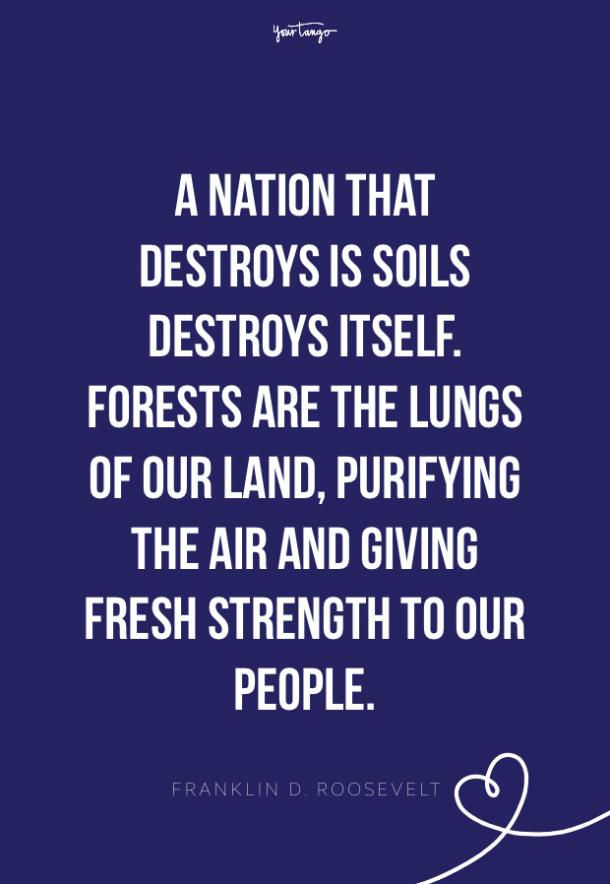 yourtango
A NATION THAT
DESTROYS IS SOILS
DESTROYS ITSELF.
FORESTS ARE THE LUNGS
OF OUR LAND, PURIFYING
THE AIR AND GIVING
FRESH STRENGTH TO OUR
PEOPLE.
FRANKLIN D. ROOSEVELT